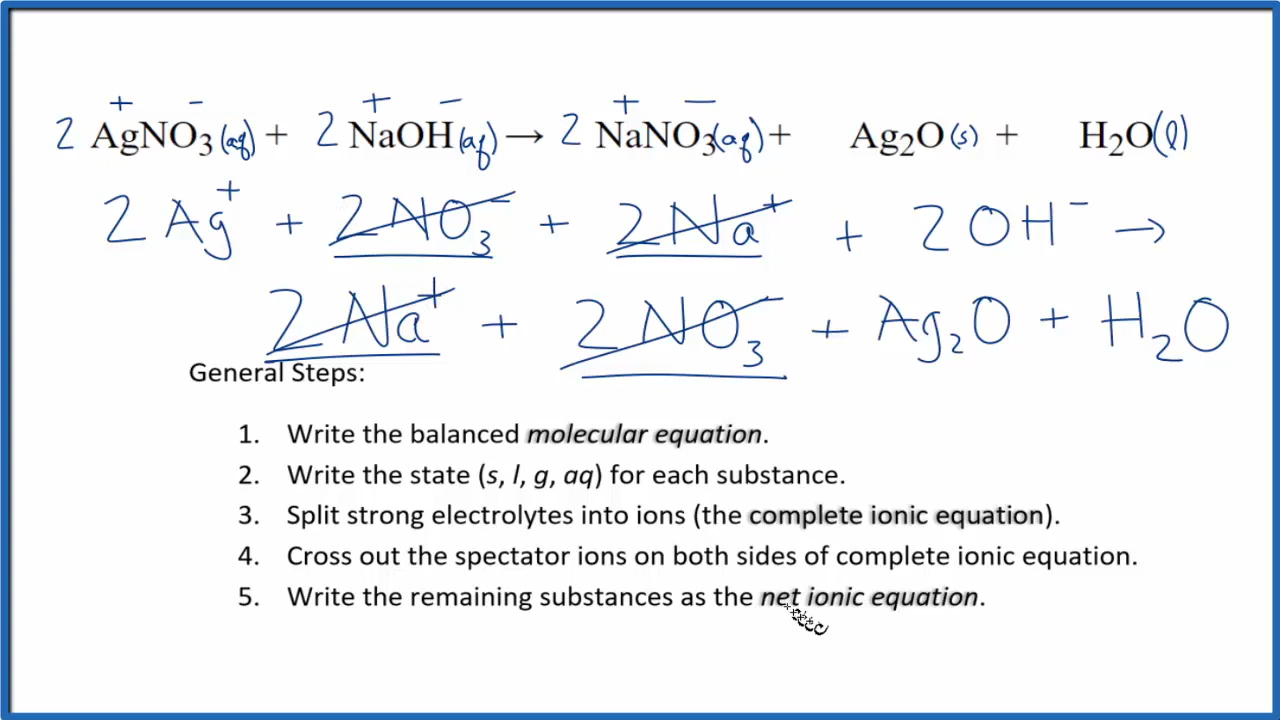 2 AgNO₃(aq) + 2 NaOH(aq) → 2 NaNO₃(aq) + Ag₂O(s) + H₂O(l)
2 Ag⁺ + 2 NO₃⁻ + 2 Na⁺ + 2 OH⁻ →
2 Na⁺ + 2 NO₃⁻ + Ag₂O + H₂O
General Steps:
1. Write the balanced molecular equation.
2. Write the state (s, l, g, aq) for each substance.
3. Split strong electrolytes into ions (the complete ionic equation).
4. Cross out the spectator ions on both sides of complete ionic equation.
5. Write the remaining substances as the net ionic equation.